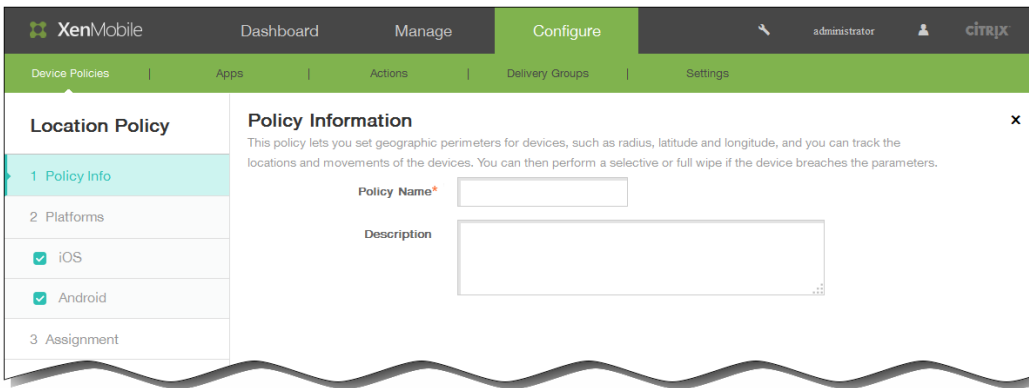 XenMobile Dashboard Manage Configure administrator CITRIX
Device Policies | Apps | Actions | Delivery Groups | Settings
Location Policy
1 Policy Info
2 Platforms
iOS
Android
3 Assignment
Policy Information x
This policy lets you set geographic perimeters for devices, such as radius, latitude and longitude, and you can track the
locations and movements of the devices. You can then perform a selective or full wipe if the device breaches the parameters.
Policy Name*
Description